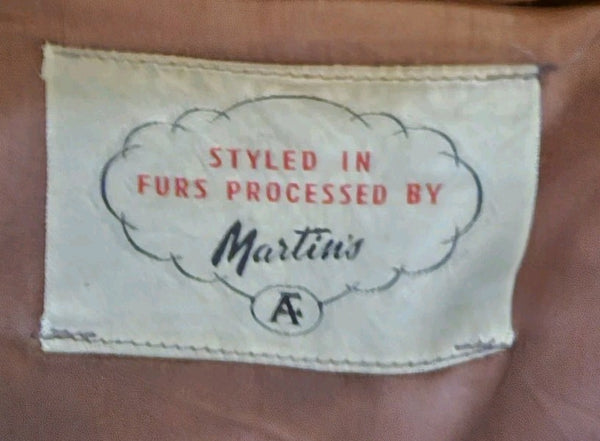 STYLED IN
FURS PROCESSED BY
Martin's
AF